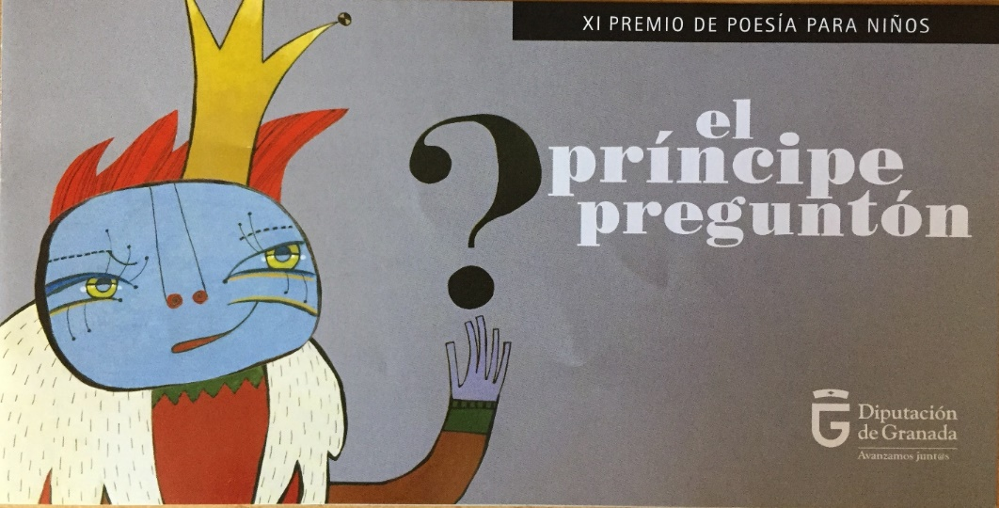 XI PREMIO DE POESÍA PARA NIÑOS
?
el
príncipe
preguntón
Diputación
de Granada
Avanzamos junt@s